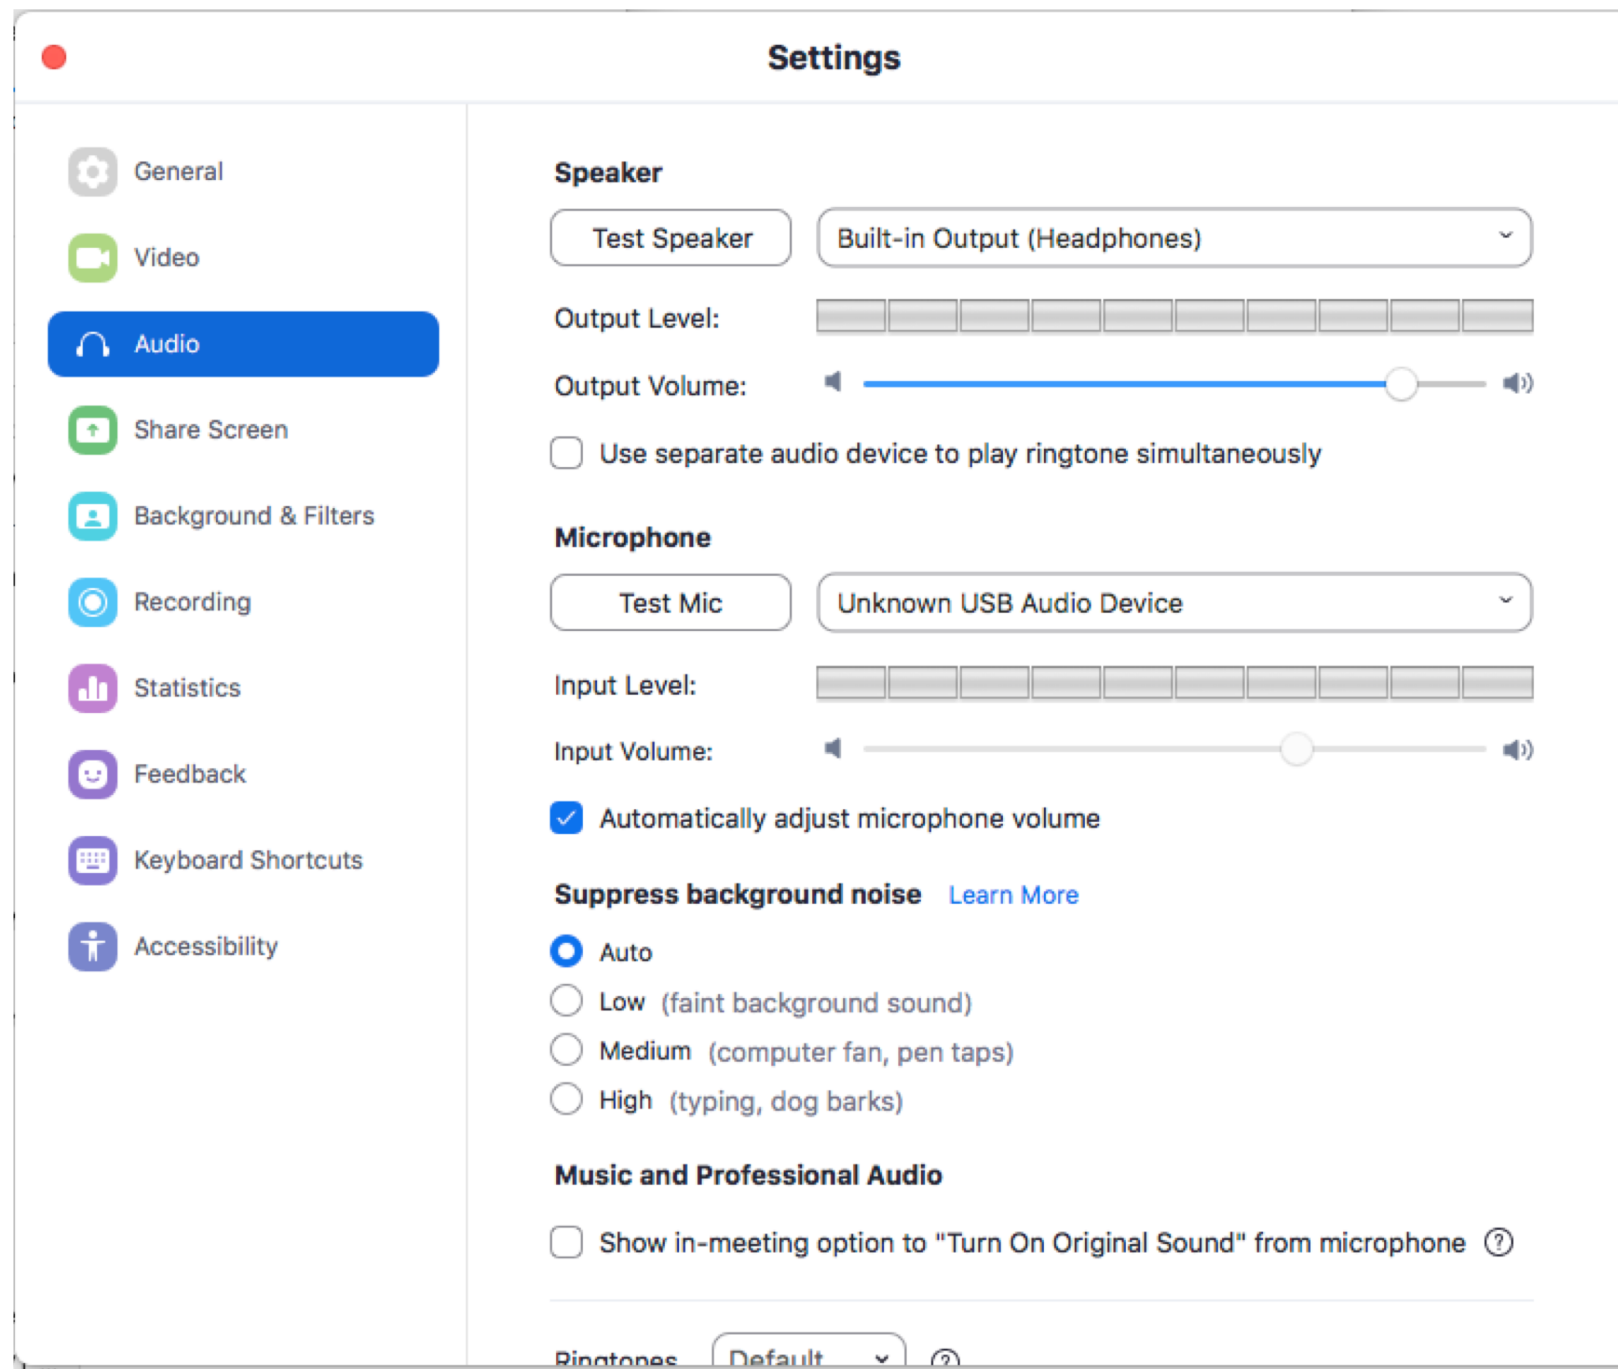 Settings
General
Video
Audio
Share Screen
Background & Filters
Recording
Statistics
Feedback
Keyboard Shortcuts
Accessibility
Speaker
Test Speaker
Built-in Output (Headphones)
Output Level:
Output Volume:
Use separate audio device to play ringtone simultaneously
Microphone
Test Mic
Unknown USB Audio Device
Input Level:
Input Volume:
Automatically adjust microphone volume
Suppress background noise Learn More
Auto
Low (faint background sound)
Medium (computer fan, pen taps)
High (typing, dog barks)
Music and Professional Audio
Show in-meeting option to "Turn On Original Sound" from microphone ?
Ringtones Default ?